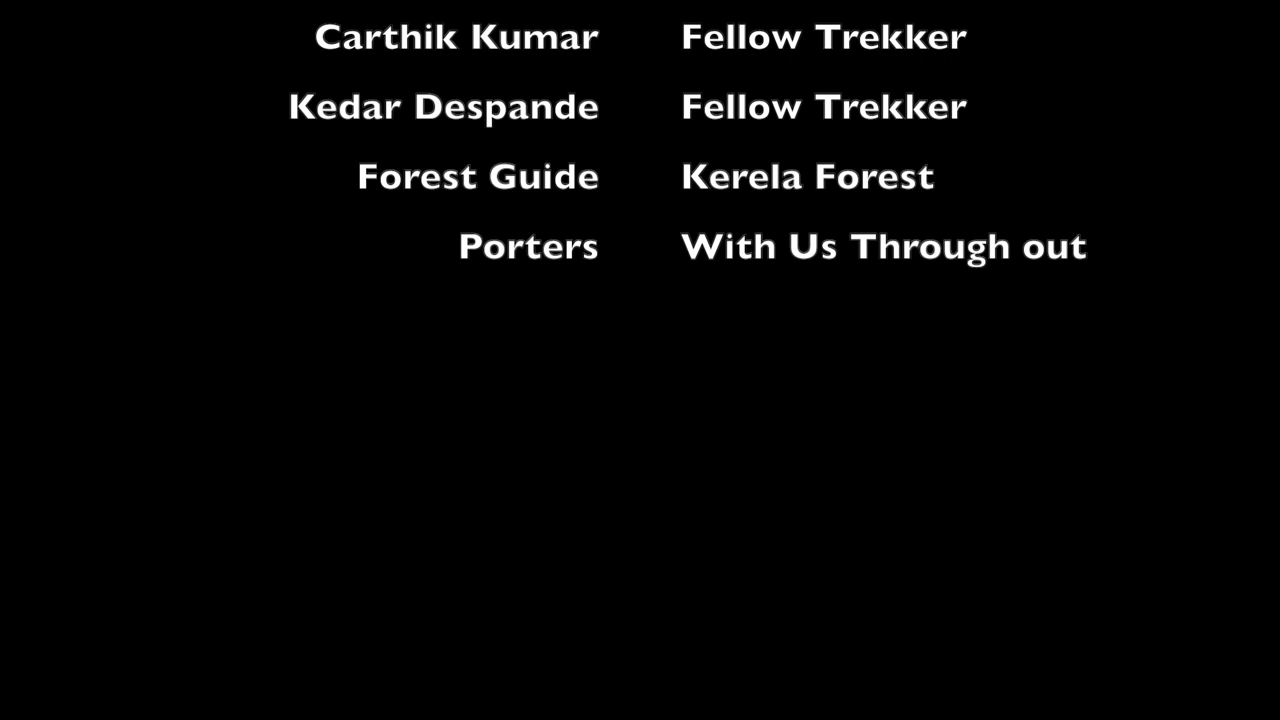 Carthik Kumar Fellow Trekker
Kedar Despande Fellow Trekker
Forest Guide Kerela Forest
Porters With Us Through out